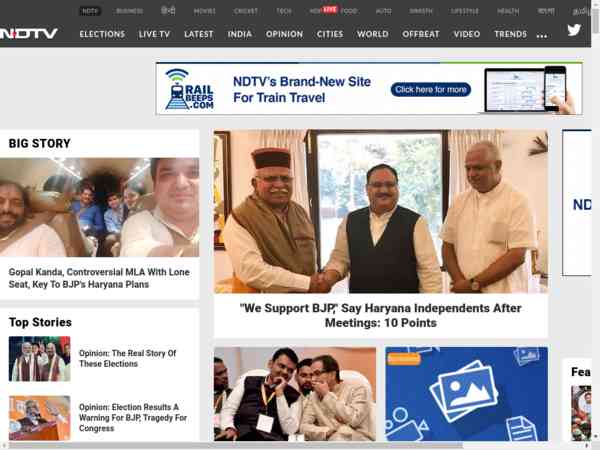 NDTV BUSINESS हिन्दी MOVIES CRICKET TECH HOP LIVE FOOD AUTO SWASTH LIFESTYLE HEALTH বাংলা தமிழ்
NDTV ELECTIONS LIVE TV LATEST INDIA OPINION CITIES WORLD OFFBEAT VIDEO TRENDS •••
RAIL
BEEPS
.COM
NDTV's Brand-New Site
For Train Travel
Click here for more
BIG STORY
Gopal Kanda, Controversial MLA With Lone
Seat, Key To BJP's Haryana Plans
Top Stories
Opinion: The Real Story Of
These Elections
Opinion: Election Results A
Warning For BJP, Tragedy For
Congress
"We Support BJP," Say Haryana Independents After
Meetings: 10 Points
Sponsored
ND
Fea